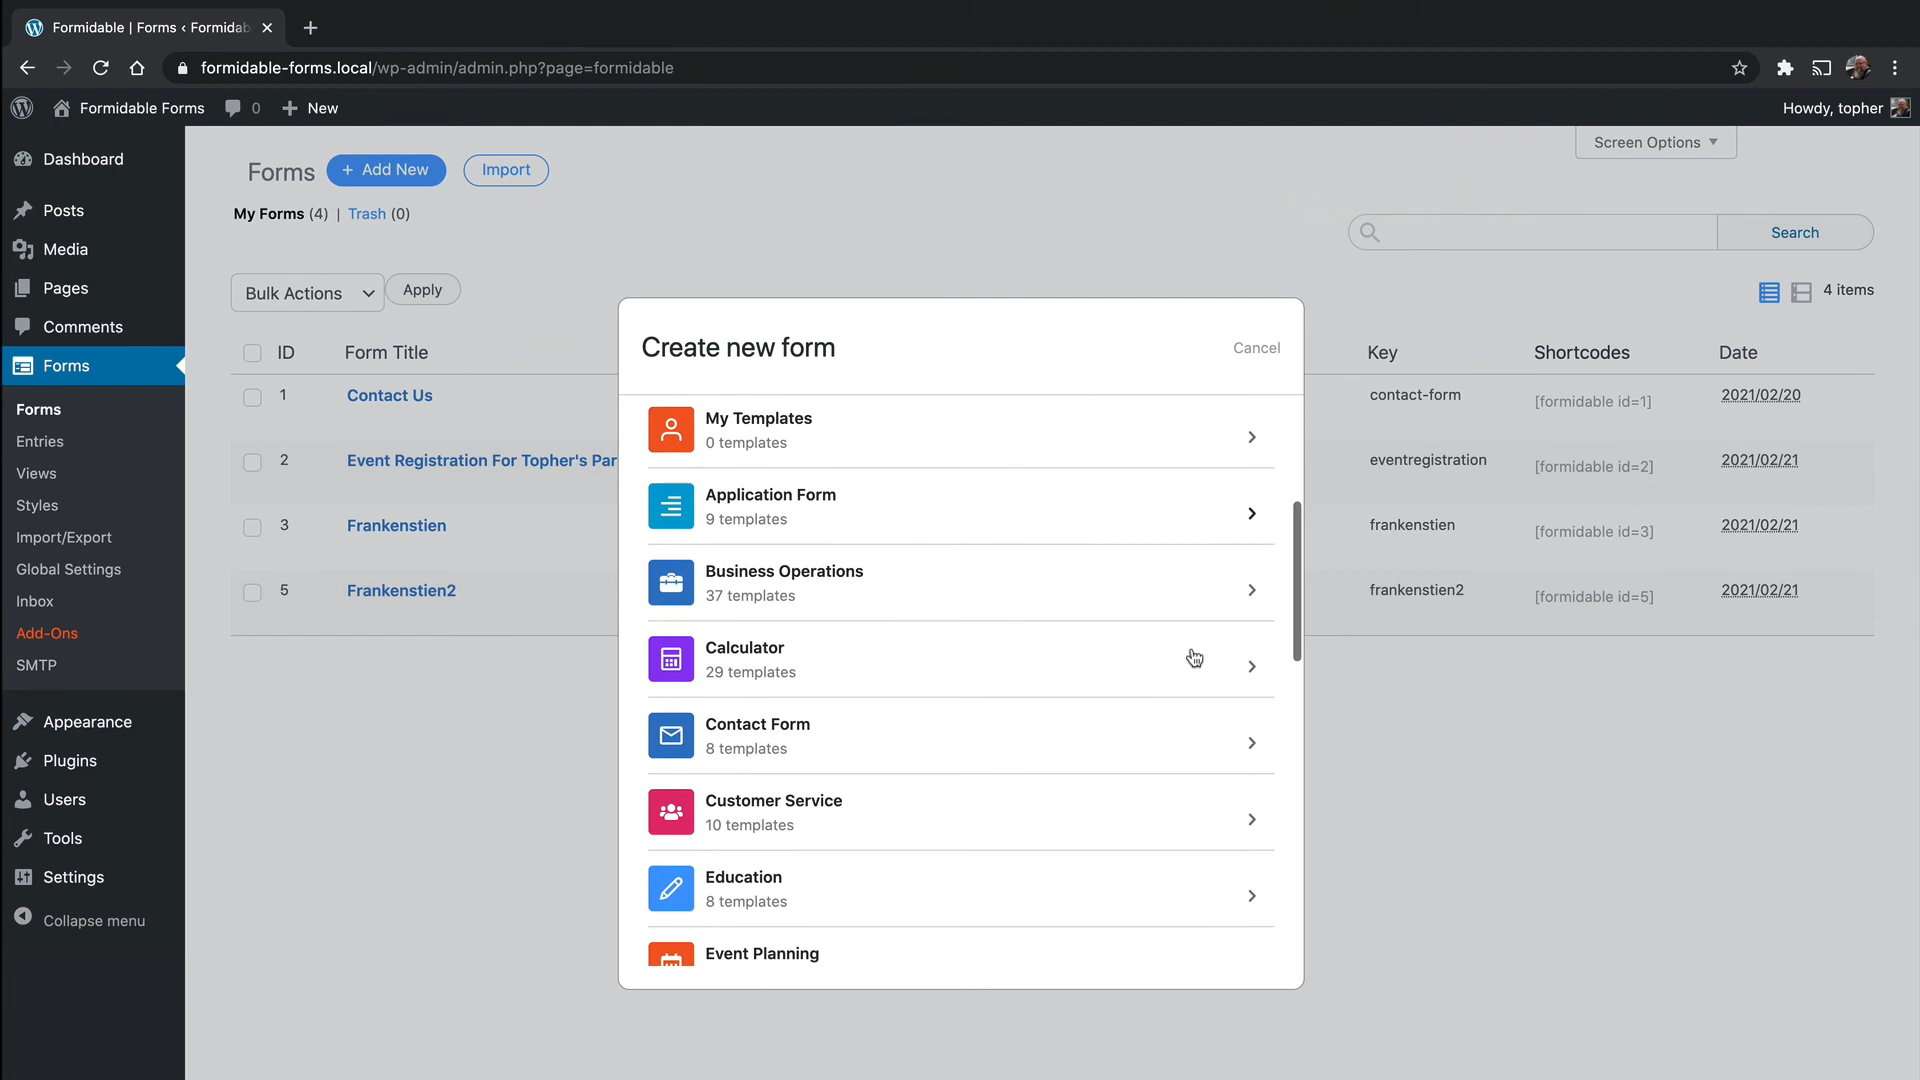 Formidable | Forms ‹ Formidab
formidable-forms.local/wp-admin/admin.php?page=formidable
Formidable Forms 0 + New
Howdy, topher
Dashboard
Posts
Media
Pages
Comments
Forms
Forms
Entries
Views
Styles
Import/Export
Global Settings
Inbox
Add-Ons
SMTP
Appearance
Plugins
Users
Tools
Settings
Collapse menu
Screen Options
Forms + Add New Import
My Forms (4) | Trash (0)
Search
Bulk Actions Apply
4 items
ID Form Title Key Shortcodes Date
1 Contact Us contact-form [formidable id=1] 2021/02/20
2 Event Registration For Topher's Par eventregistration [formidable id=2] 2021/02/21
3 Frankenstien frankenstien [formidable id=3] 2021/02/21
5 Frankenstien2 frankenstien2 [formidable id=5] 2021/02/21
Create new form Cancel
My Templates
0 templates
Application Form
9 templates
Business Operations
37 templates
Calculator
29 templates
Contact Form
8 templates
Customer Service
10 templates
Education
8 templates
Event Planning